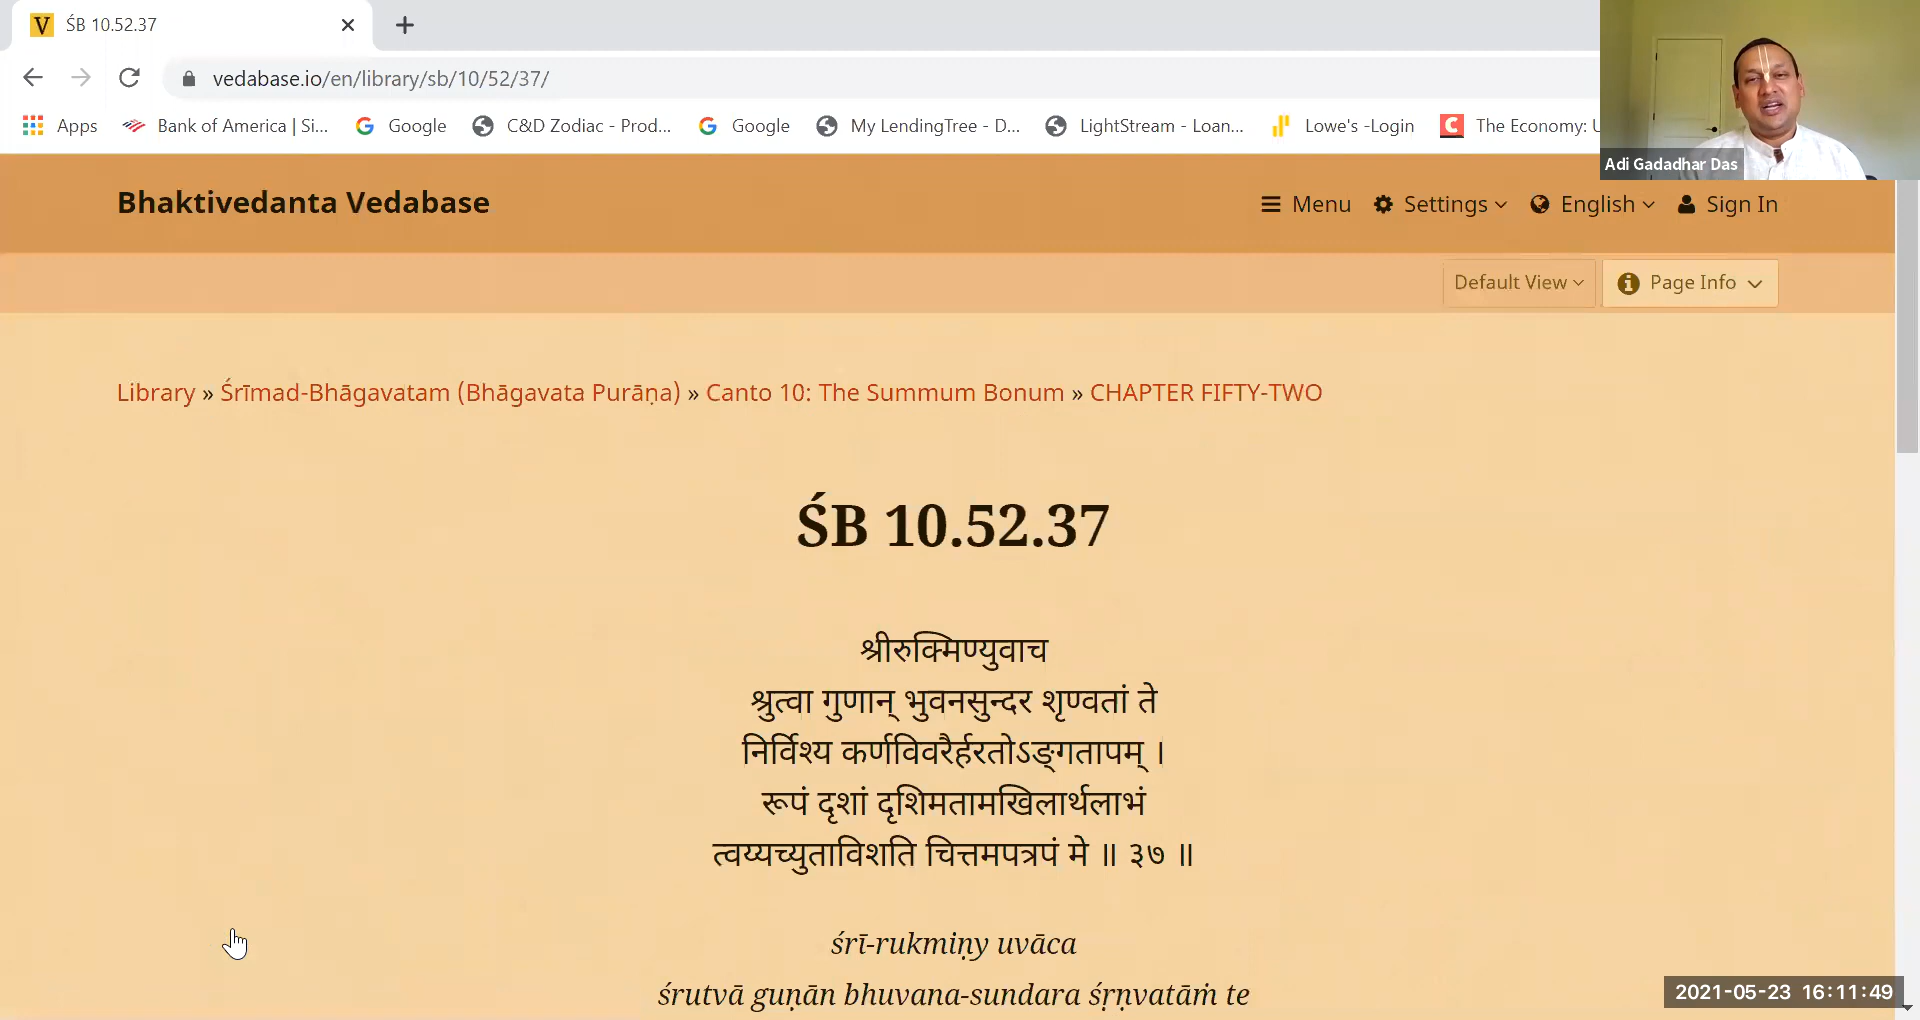 ŚB 10.52.37
vedabase.io/en/library/sb/10/52/37/
Apps Bank of America | Si... Google C&D Zodiac - Prod... Google My LendingTree - D... LightStream - Loan... Lowe's -Login The Economy: U
Adi Gadadhar Das
Bhaktivedanta Vedabase Menu Settings English Sign In
Default View Page Info
Library » Śrīmad-Bhāgavatam (Bhāgavata Purāṇa) » Canto 10: The Summum Bonum » CHAPTER FIFTY-TWO
ŚB 10.52.37
श्रीरुक्मिण्युवाच
श्रुत्वा गुणान् भुवनसुन्दर श‍ृण्वतां ते
निर्विश्य कर्णविवरैर्हरतोऽङ्गतापम् ।
रूपं द‍ृशां द‍ृशिमतामखिलार्थलाभं
त्वय्यच्युताविशति चित्तमपत्रपं मे ॥ ३७ ॥
śrī-rukmiṇy uvāca
śrutvā guṇān bhuvana-sundara śṛṇvatāṁ te
2021-05-23 16:11:49